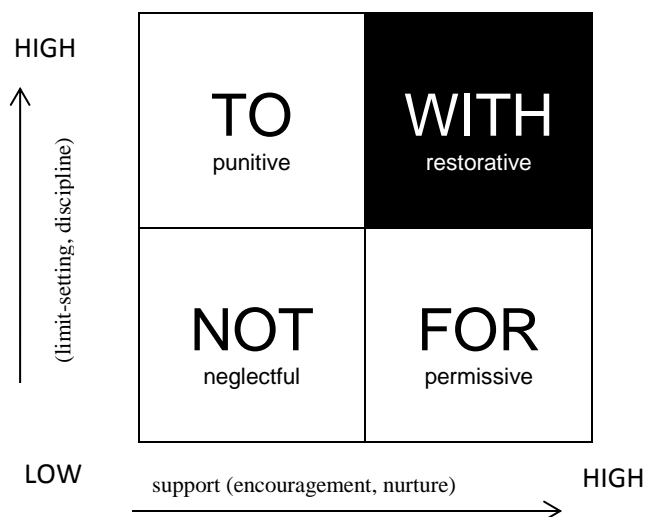 HIGH
TO
punitive
WITH
restorative
(limit-setting, discipline)
NOT
neglectful
FOR
permissive
LOW
support (encouragement, nurture)
HIGH